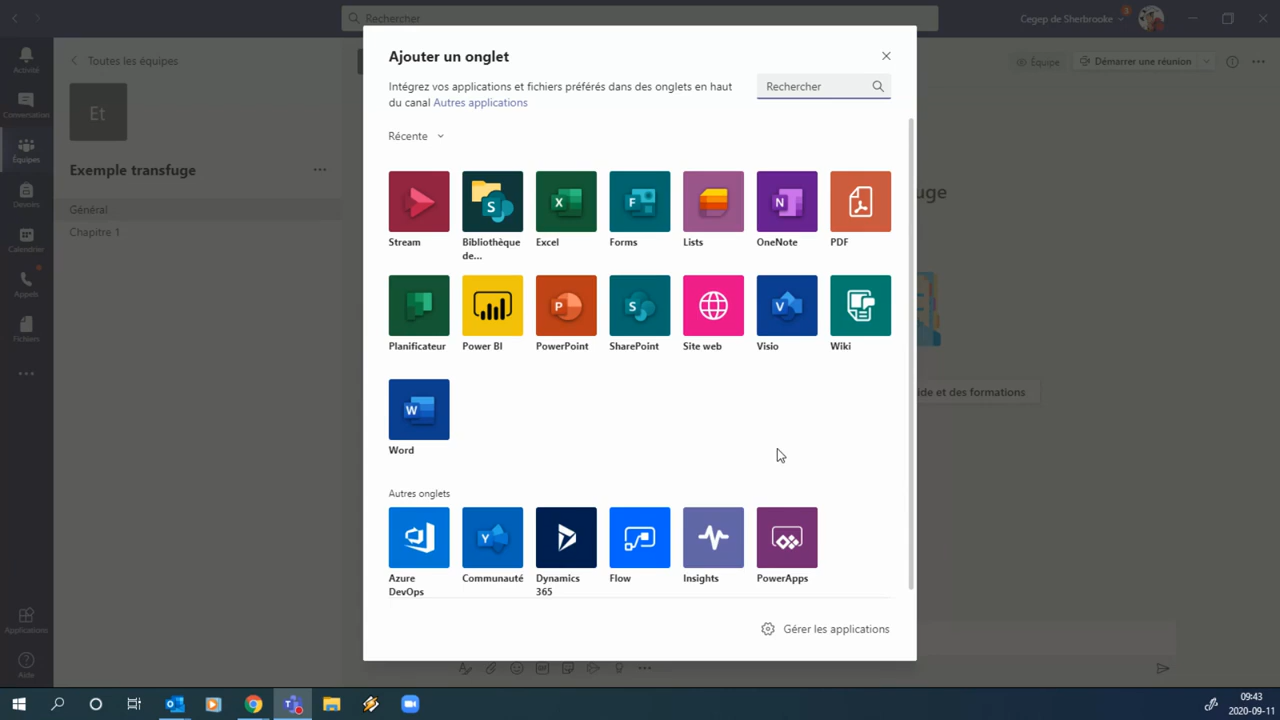 Rechercher
Cegep de Sherbrooke
Activité
Conversation
Équipes
Devoirs
Calendrier
Appels
Fichiers
Applications
Aide
Toutes les équipes
Et
Exemple transfuge
Général
Chapitre 1
Équipe
Démarrer une réunion
ide et des formations
Ajouter un onglet
Intégrez vos applications et fichiers préférés dans des onglets en haut
du canal Autres applications
Rechercher
Récente
Stream
Bibliothèque
de...
Excel
Forms
Lists
OneNote
PDF
Planificateur
Power BI
PowerPoint
SharePoint
Site web
Visio
Wiki
Word
Autres onglets
Azure
DevOps
Communauté
Dynamics
365
Flow
Insights
PowerApps
Gérer les applications
09:43
2020-09-11